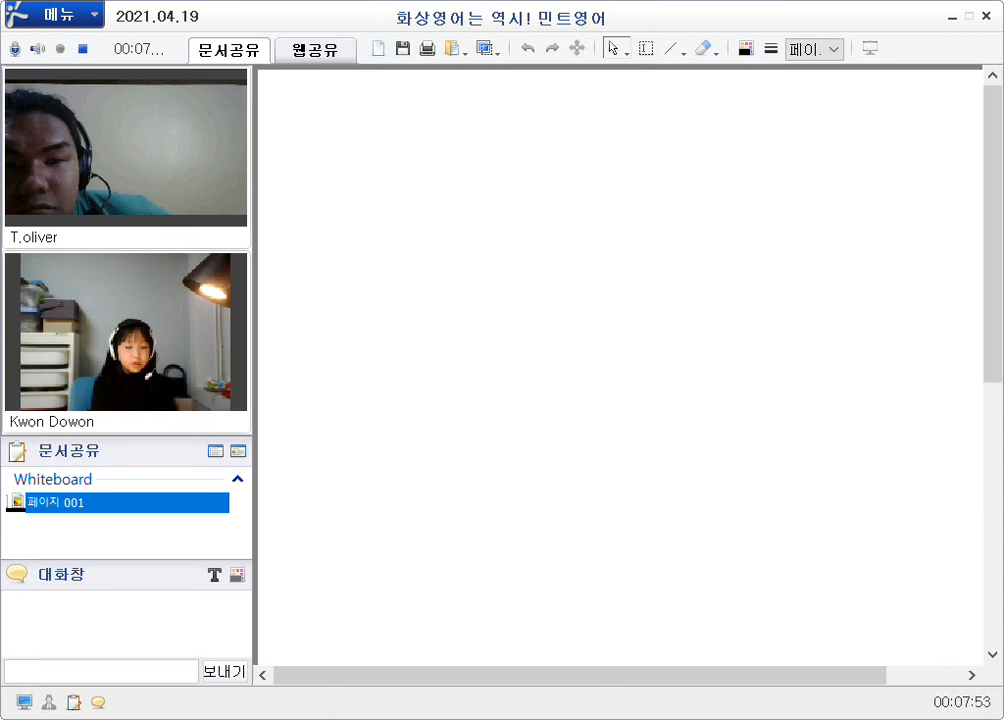 메뉴 2021.04.19 화상영어는 역시! 민트영어
00:07... 문서공유 웹공유 페이.
T.oliver
Kwon Dowon
문서공유
Whiteboard
페이지 001
대화창 T
보내기
00:07:53